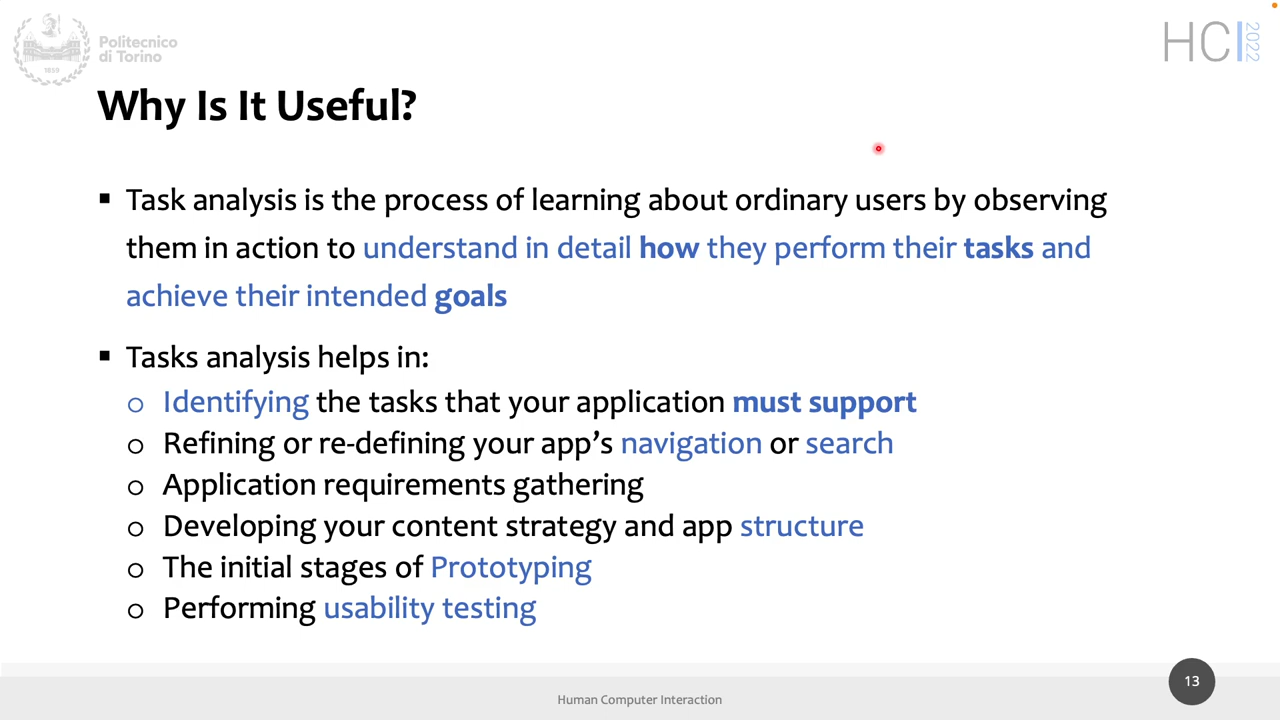 Politecnico
di Torino
1859
HCI 2022
Why Is It Useful?
▪ Task analysis is the process of learning about ordinary users by observing
them in action to understand in detail how they perform their tasks and
achieve their intended goals
▪ Tasks analysis helps in:
o Identifying the tasks that your application must support
o Refining or re-defining your app’s navigation or search
o Application requirements gathering
o Developing your content strategy and app structure
o The initial stages of Prototyping
o Performing usability testing
Human Computer Interaction
13